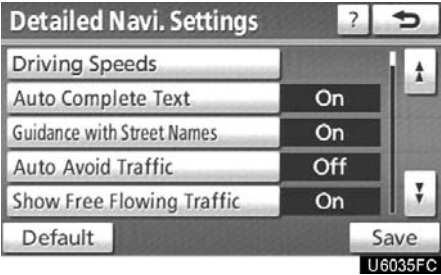 Detailed Navi. Settings ?
Driving Speeds
Auto Complete Text On
Guidance with Street Names On
Auto Avoid Traffic Off
Show Free Flowing Traffic On
Default Save
U6035FC